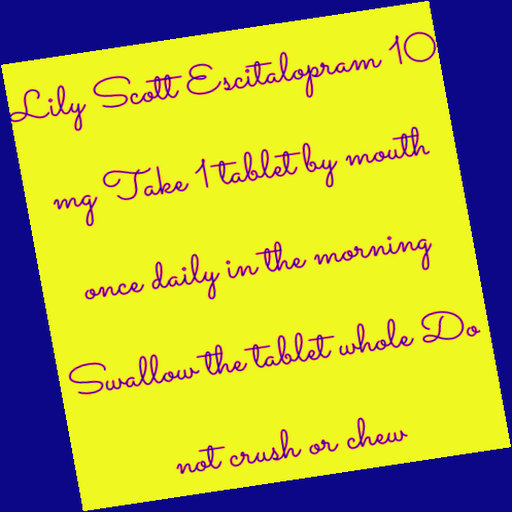 Lily Scott Escitalopram 10
mg Take 1 tablet by mouth
once daily in the morning
Swallow the tablet whole Do
not crush or chew